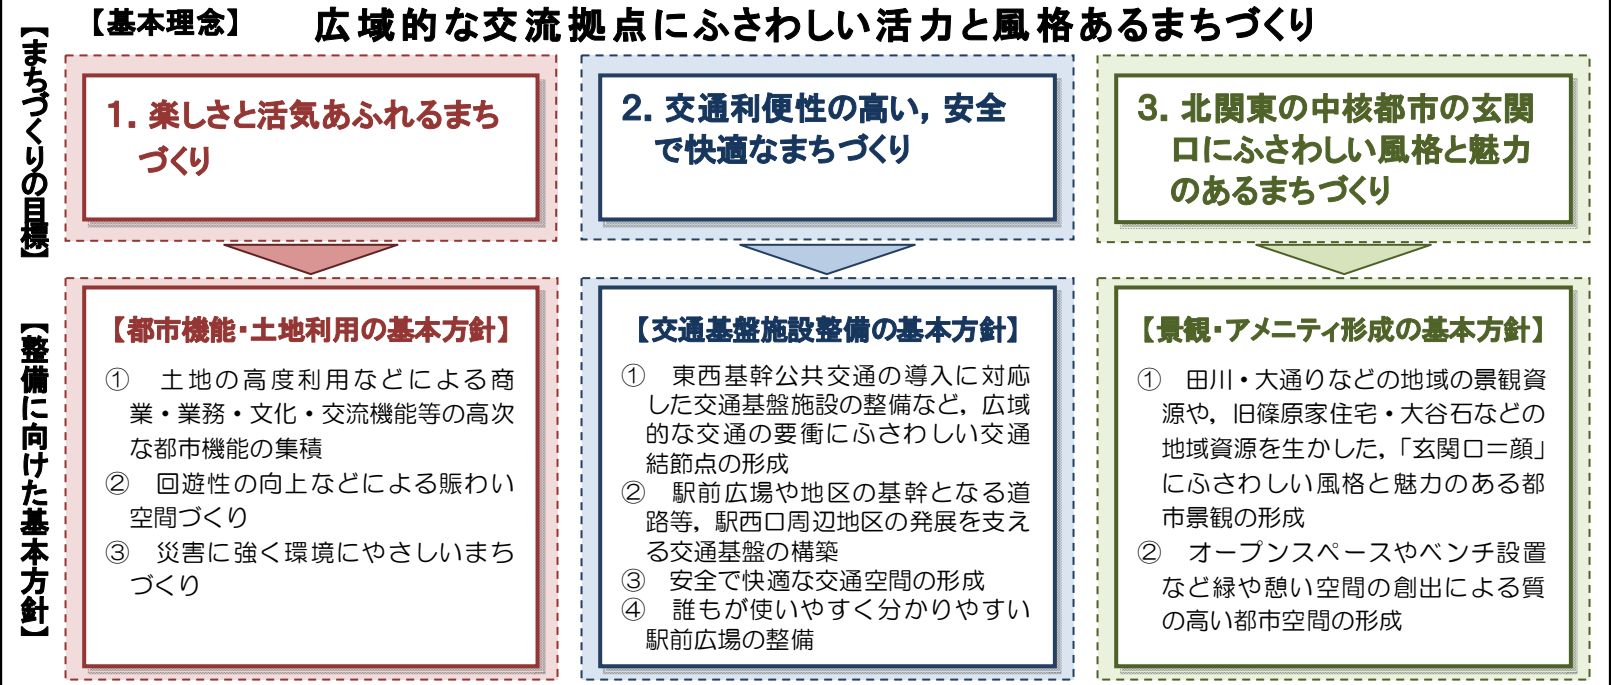 【基本理念】 広域的な交流拠点にふさわしい活力と風格あるまちづくり
【まちづくりの目標】
1. 楽しさと活気あふれるまち
づくり
2. 交通利便性の高い，安全
で快適なまちづくり
3. 北関東の中核都市の玄関
口にふさわしい風格と魅力
のあるまちづくり
【整備に向けた基本方針】
【都市機能・土地利用の基本方針】
① 土地の高度利用などによる商
業・業務・文化・交流機能等の高次
な都市機能の集積
② 回遊性の向上などによる賑わい
空間づくり
③ 災害に強く環境にやさしいまち
づくり
【交通基盤施設整備の基本方針】
① 東西基幹公共交通の導入に対応
した交通基盤施設の整備など，広域
的な交通の要衝にふさわしい交通
結節点の形成
② 駅前広場や地区の基幹となる道
路等，駅西口周辺地区の発展を支え
る交通基盤の構築
③ 安全で快適な交通空間の形成
④ 誰もが使いやすく分かりやすい
駅前広場の整備
【景観・アメニティ形成の基本方針】
① 田川・大通りなどの地域の景観資
源や，旧篠原家住宅・大谷石などの
地域資源を生かした，「玄関口＝顔」
にふさわしい風格と魅力のある都
市景観の形成
② オープンスペースやベンチ設置
など緑や憩い空間の創出による質
の高い都市空間の形成